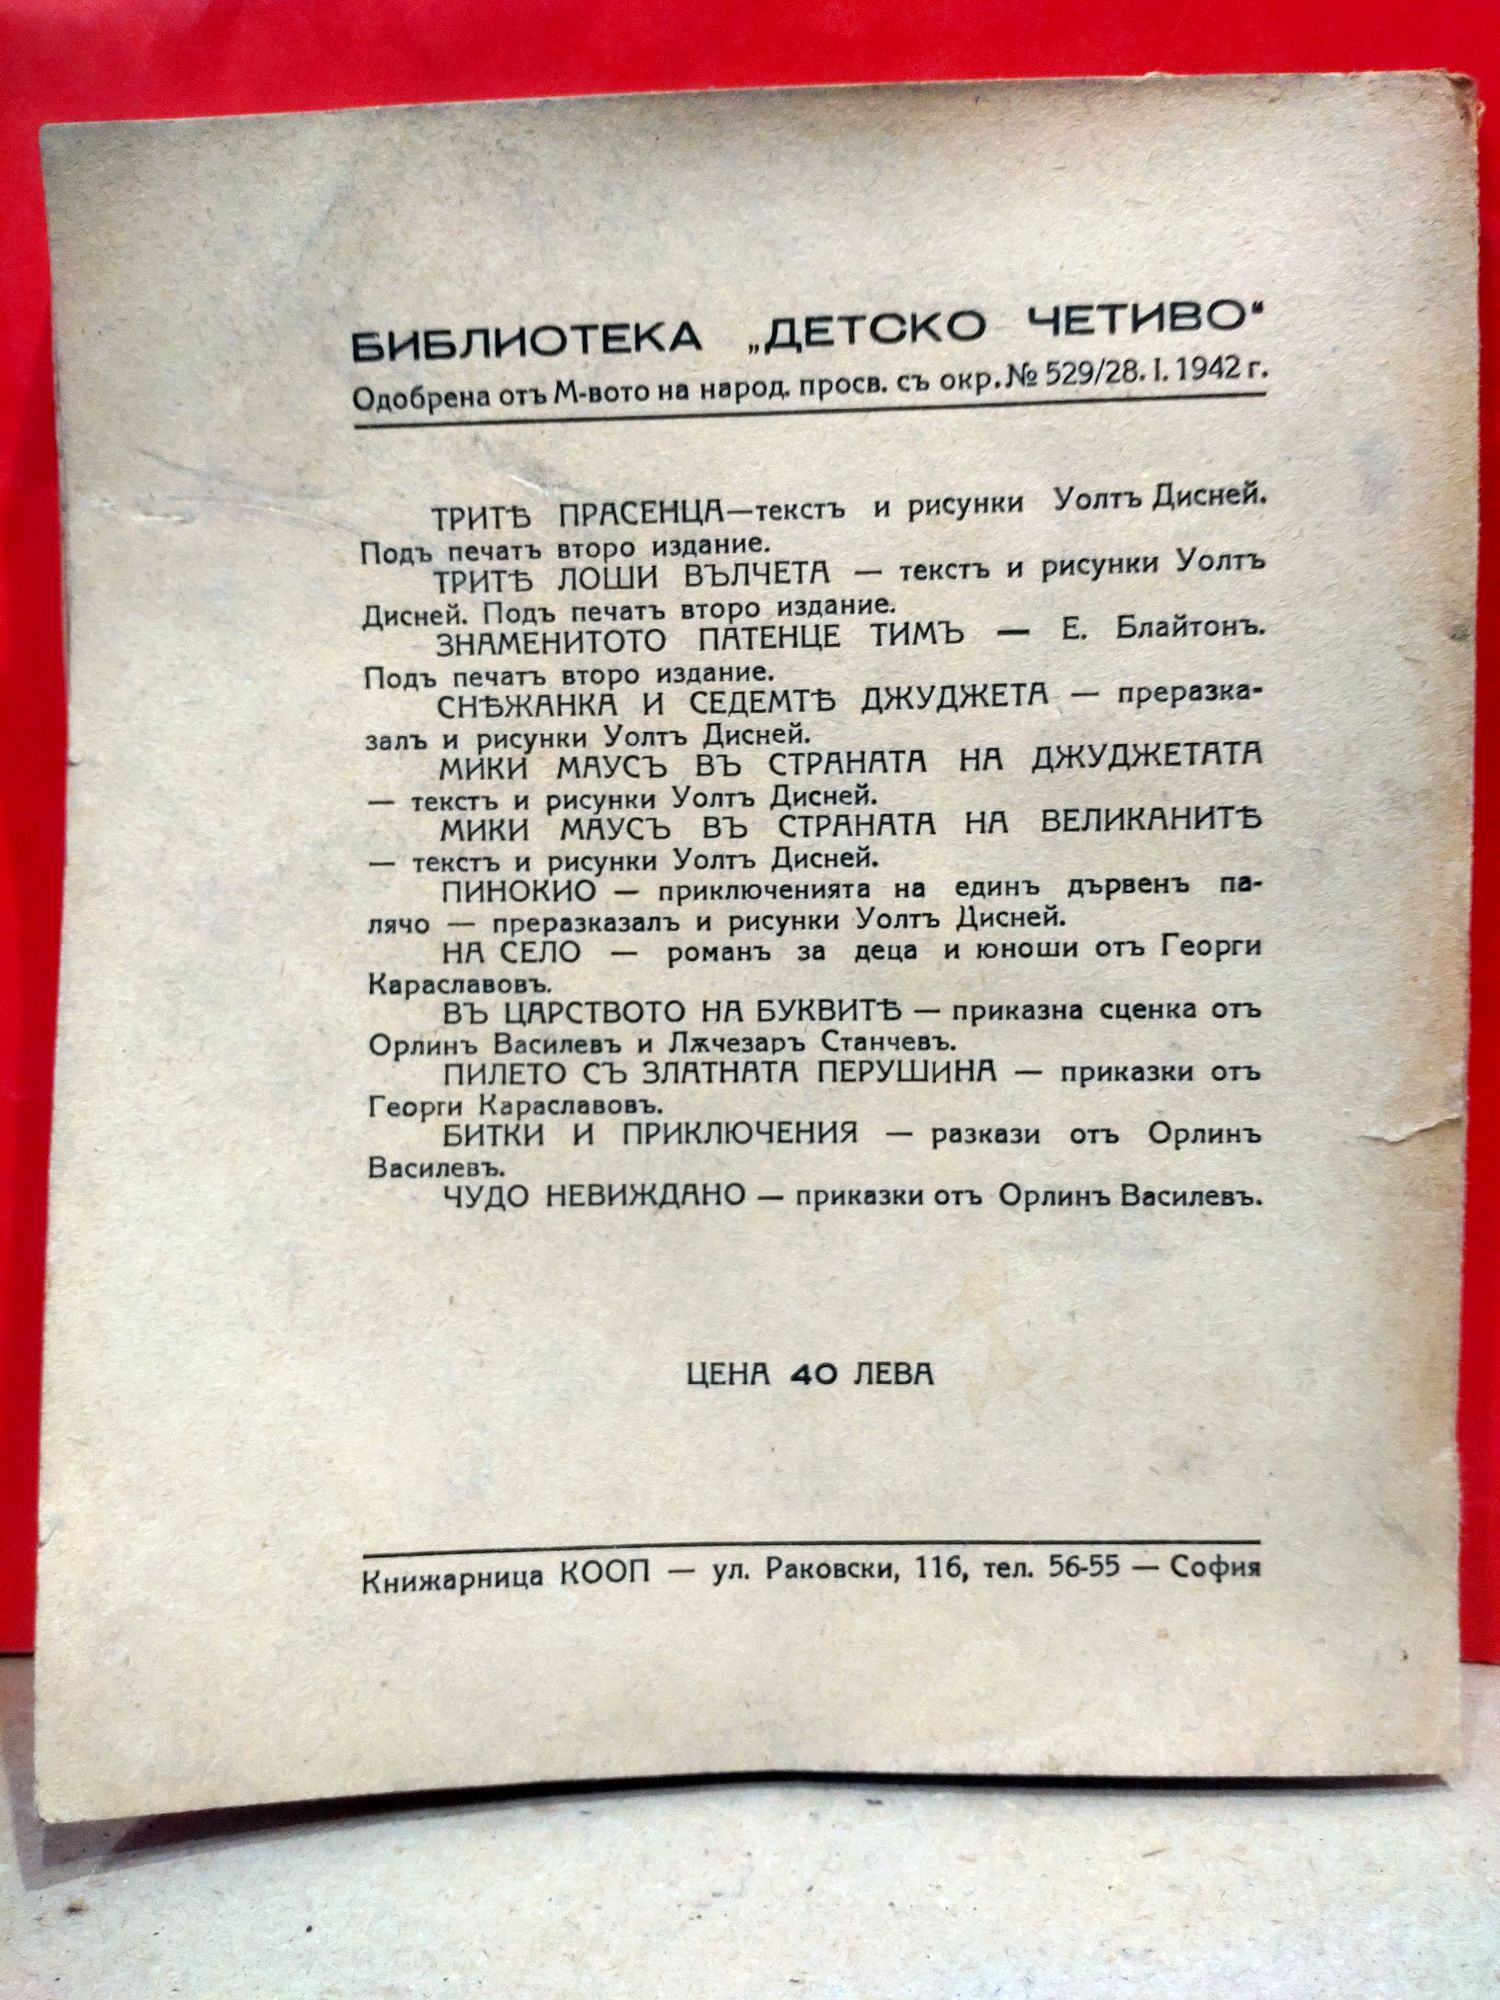 БИБЛИОТЕКА „ДЕТСКО ЧЕТИВО“
Одобрена отъ М-вото на народ. просв. съ окр. № 529/28. I. 1942 г.
ТРИТѢ ПРАСЕНЦА—текстъ и рисунки Уолтъ Дисней.
Подъ печатъ второ издание.
ТРИТѢ ЛОШИ ВЪЛЧЕТА — текстъ и рисунки Уолтъ
Дисней. Подъ печатъ второ издание.
ЗНАМЕНИТОТО ПАТЕНЦЕ ТИМЪ — Е. Блайтонъ.
Подъ печатъ второ издание.
СНѢЖАНКА И СЕДЕМТѢ ДЖУДЖЕТА — преразка-
залъ и рисунки Уолтъ Дисней.
МИКИ МАУСЪ ВЪ СТРАНАТА НА ДЖУДЖЕТАТА
— текстъ и рисунки Уолтъ Дисней.
МИКИ МАУСЪ ВЪ СТРАНАТА НА ВЕЛИКАНИТѢ
— текстъ и рисунки Уолтъ Дисней.
ПИНОКИО — приключенията на единъ дървенъ па-
лячо — преразказалъ и рисунки Уолтъ Дисней.
НА СЕЛО — романъ за деца и юноши отъ Георги
Караславовъ.
ВЪ ЦАРСТВОТО НА БУКВИТѢ — приказна сценка отъ
Орлинъ Василевъ и Лѫчезаръ Станчевъ.
ПИЛЕТО СЪ ЗЛАТНАТА ПЕРУШИНА — приказки отъ
Георги Караславовъ.
БИТКИ И ПРИКЛЮЧЕНИЯ — разкази отъ Орлинъ
Василевъ.
ЧУДО НЕВИЖДАНО — приказки отъ Орлинъ Василевъ.
ЦЕНА 40 ЛЕВА
Книжарница КООП — ул. Раковски, 116, тел. 56-55 — София